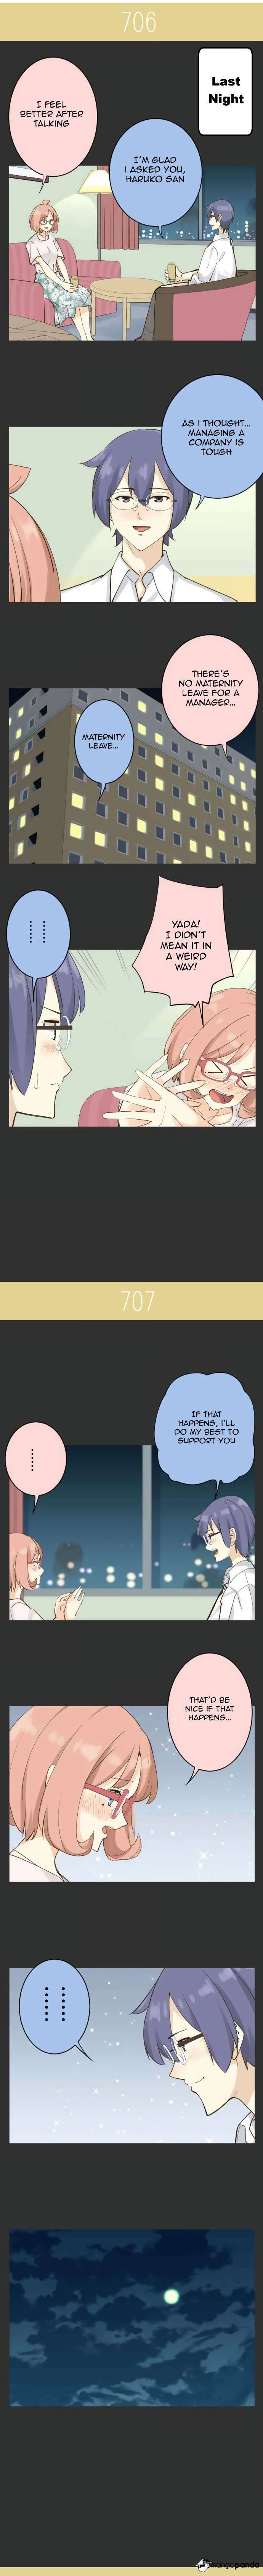 706
Last
Night
I FEEL
BETTER AFTER
TALKING
I'M GLAD
I ASKED YOU,
HARUKO SAN
AS I THOUGHT...
MANAGING A
COMPANY IS
TOUGH
THERE'S
NO MATERNITY
LEAVE FOR A
MANAGER...
MATERNITY
LEAVE...
YADA!
I DIDN'T
MEAN IT IN
A WEIRD
WAY!
707
IF THAT
HAPPENS, I'LL
DO MY BEST TO
SUPPORT YOU
THAT'D BE
NICE IF THAT
HAPPENS...
mangapanda